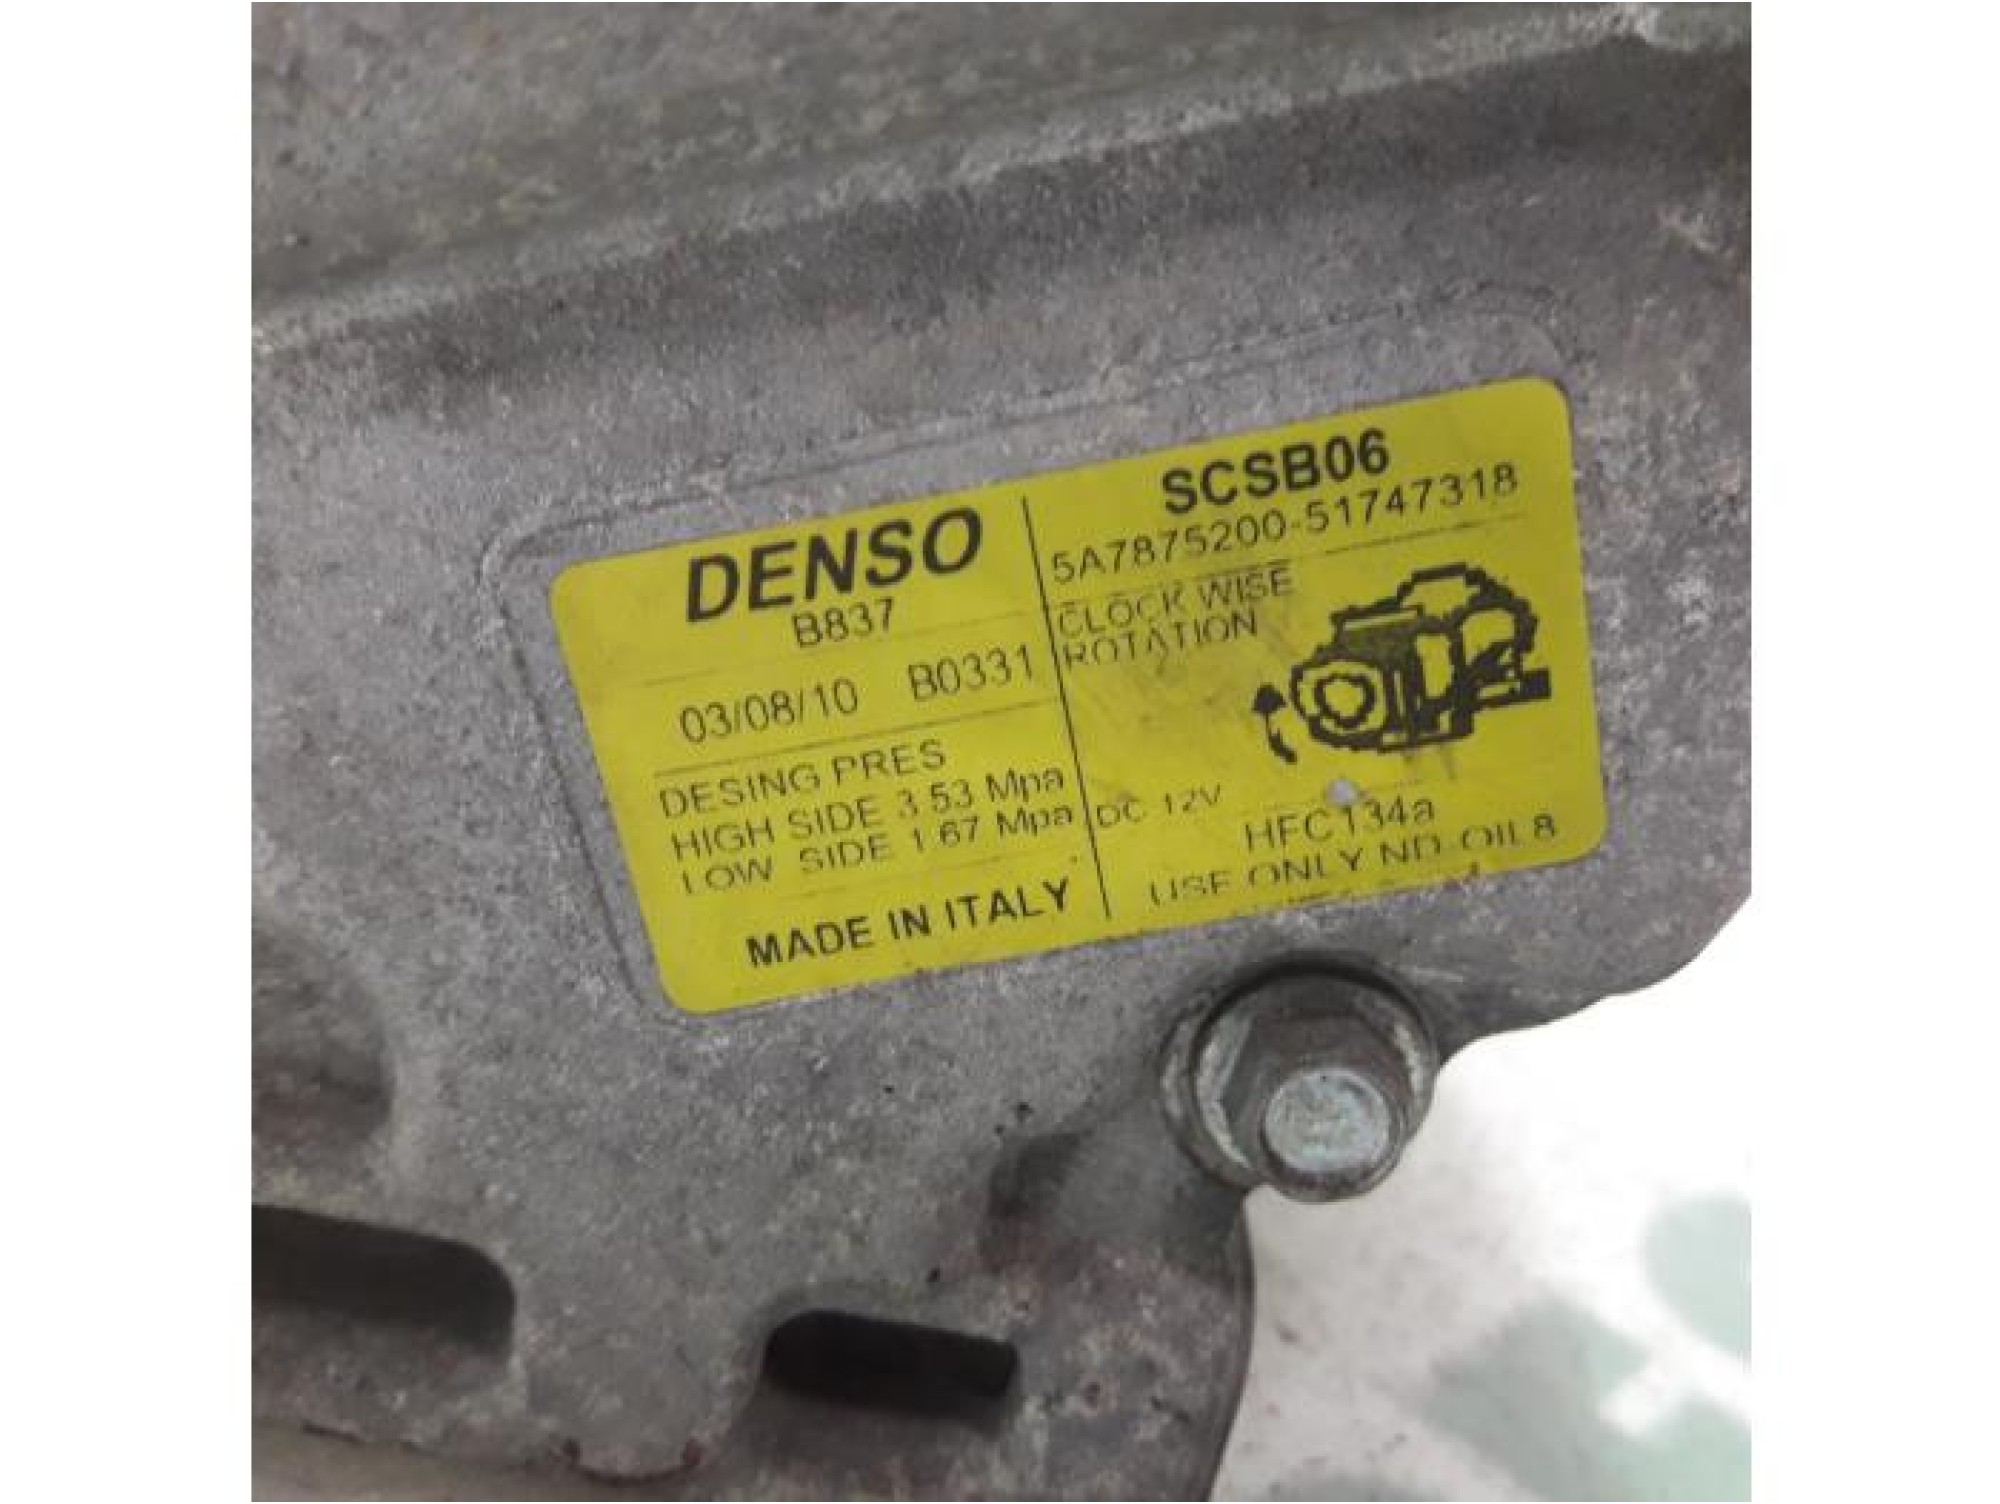 DENSO
B837
03/08/10 B0331
DESING PRES
HIGH SIDE 3.53 Mpa
LOW SIDE 1.67 Mpa
MADE IN ITALY
SCSB06
5A7875200-51747318
CLOCK WISE
ROTATION
DC 12V
HFC134a
USE ONLY ND-OIL 8